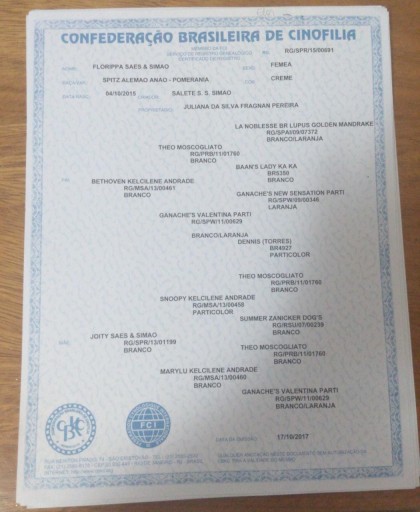 CONFEDERAÇÃO BRASILEIRA DE CINOFILIA
RG/SPR/15/00691
NOME FLORIPPA SAES & SIMAO SEXO FEMEA
SPITZ ALEMAO ANAO - POMERANIA CREME
04/10/2015 CRIADOR SALETE S. S. SIMAO
PROPRIETÁRIO JULIANA DA SILVA FRAGNAN PEREIRA
LA NOBLESSE BR LUPUS GOLDEN MANDRAKE
RG/SPA/09/07372
BRANCO/LARANJA
THEO MOSCOGLIATO
RG/PRB/11/01760
BRANCO
BAAN'S LADY KA KA
BR5350
BRANCO
BETHOVEN KELCILENE ANDRADE
RG/MSA/13/00461
BRANCO
GANACHE'S NEW SENSATION PARTI
RG/SPW/09/00346
LARANJA
GANACHE'S VALENTINA PARTI
RG/SPW/11/00629
BRANCO/LARANJA
DENNIS (TORRES)
BR4927
PARTICOLOR
THEO MOSCOGLIATO
RG/PRB/11/01760
BRANCO
SNOOPY KELCILENE ANDRADE
RG/MSA/13/00458
PARTICOLOR
SUMMER ZANICKER DOG'S
RG/RSU/07/00239
BRANCO
JOITY SAES & SIMAO
RG/SPR/13/01199
BRANCO
THEO MOSCOGLIATO
RG/PRB/11/01760
BRANCO
MARYLU KELCILENE ANDRADE
RG/MSA/13/00460
BRANCO
GANACHE'S VALENTINA PARTI
RG/SPW/11/00629
BRANCO/LARANJA
FCI
17/10/2017